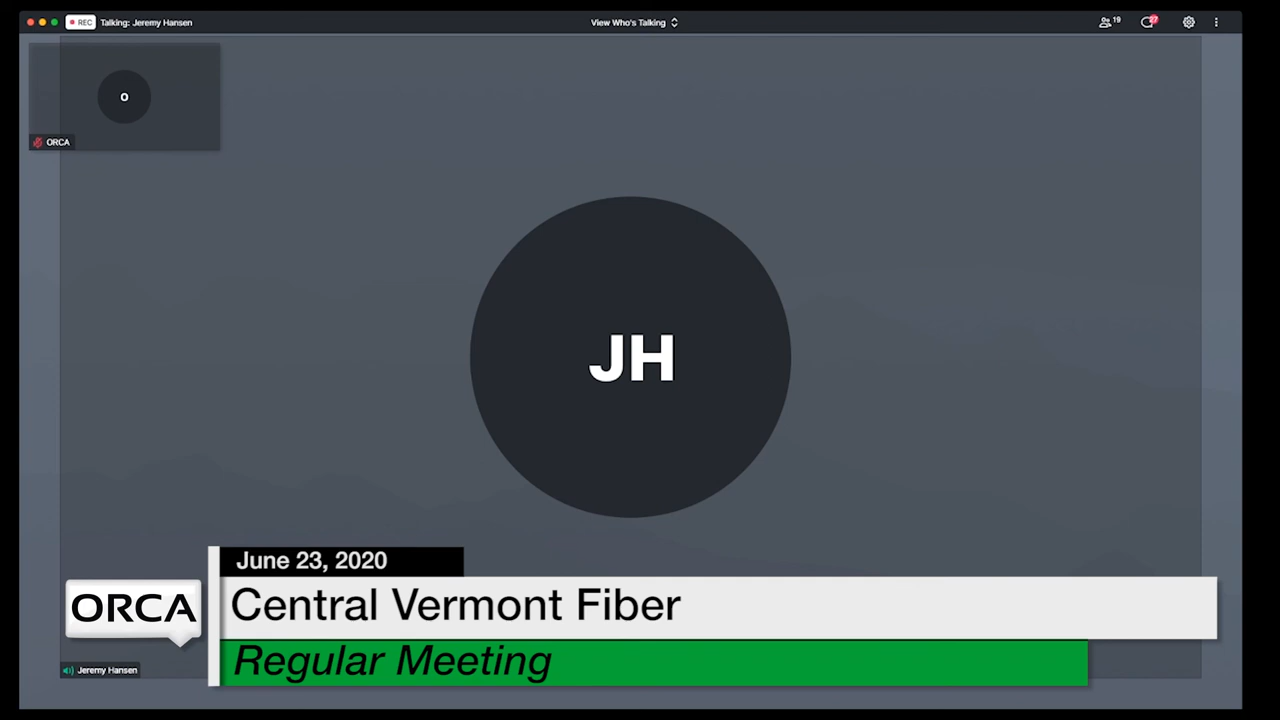 REC
Talking: Jeremy Hansen
View Who's Talking
19
27
O
ORCA
JH
June 23, 2020
ORCA
Central Vermont Fiber
Regular Meeting
Jeremy Hansen